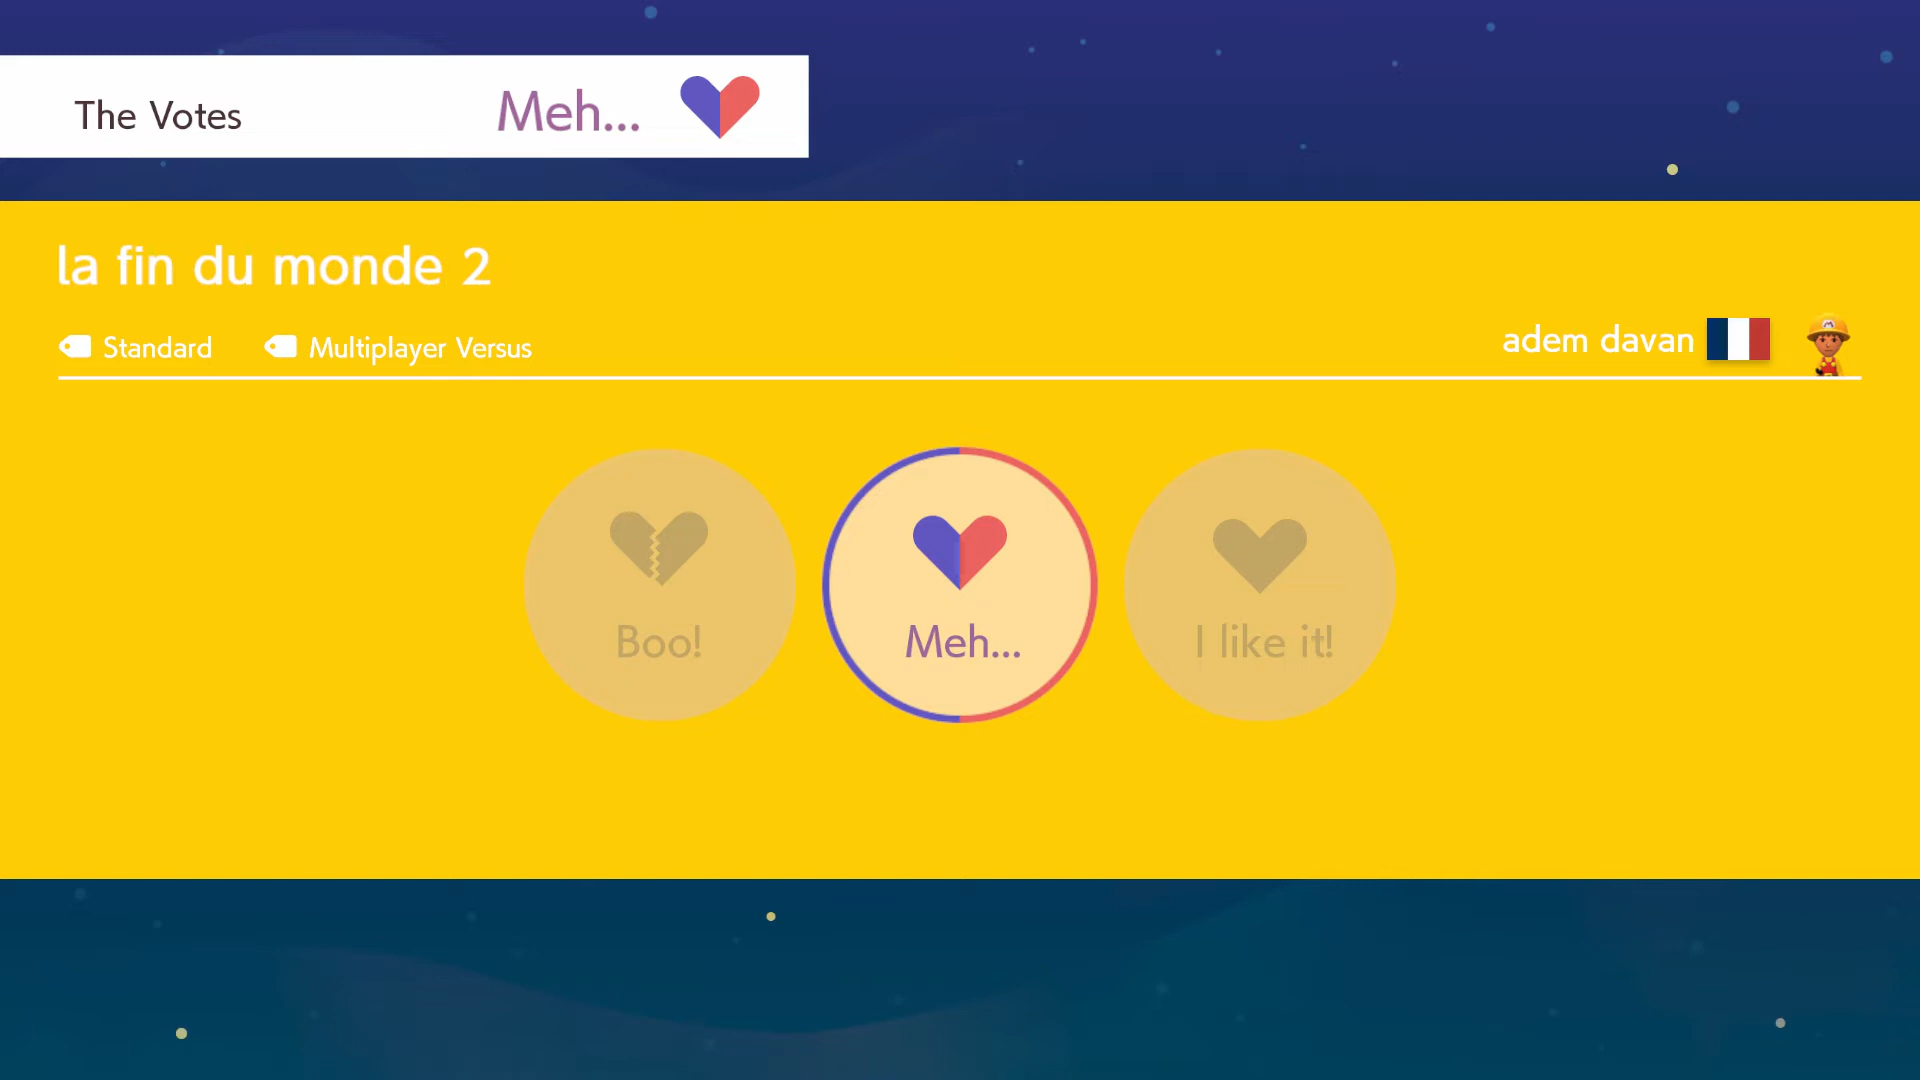 The Votes
Meh...
la fin du monde 2
Standard
Multiplayer Versus
adem davan
Boo!
Meh...
I like it!